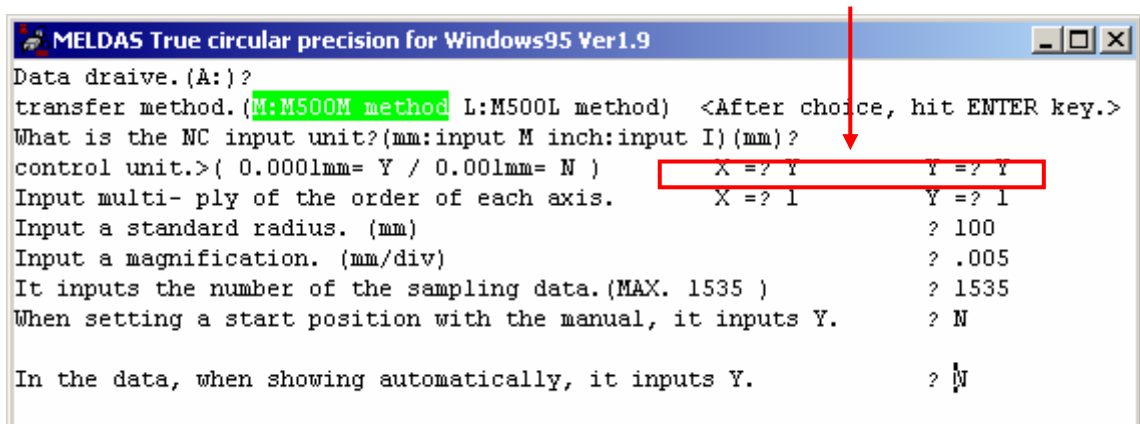 MELDAS True circular precision for Windows95 Ver1.9
Data draive.(A:)?
transfer method.(M:M500M method L:M500L method) <After choice, hit ENTER key.>
What is the NC input unit?(mm:input M inch:input I)(mm)?
control unit.>( 0.0001mm= Y / 0.001mm= N ) X =? Y Y =? Y
Input multi- ply of the order of each axis. X =? 1 Y =? 1
Input a standard radius. (mm) ? 100
Input a magnification. (mm/div) ? .005
It inputs the number of the sampling data.(MAX. 1535 ) ? 1535
When setting a start position with the manual, it inputs Y. ? N
In the data, when showing automatically, it inputs Y. ? N